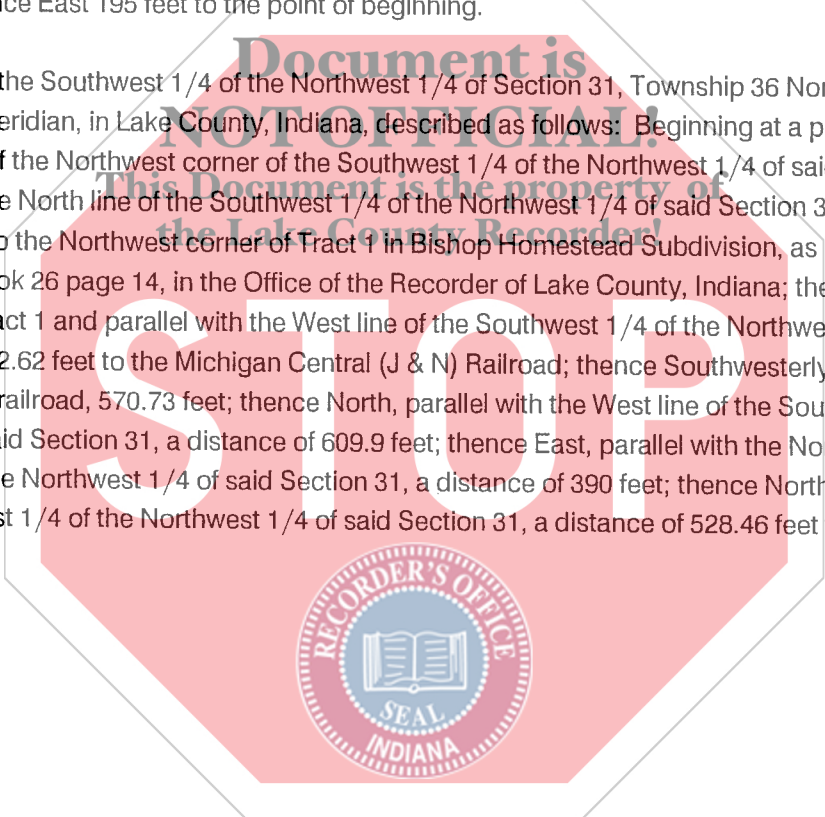 ce East 195 feet to the point of beginning.
Document is
the Southwest 1/4 of the Northwest 1/4 of Section 31, Township 36 Nor
NOT OFFICIAL!
eridian, in Lake County, Indiana, described as follows: Beginning at a p
f the Northwest corner of the Southwest 1/4 of the Northwest 1/4 of sai
This Document is the property of
e North line of the Southwest 1/4 of the Northwest 1/4 of said Section 3
the Lake County Recorder!
o the Northwest corner of Tract 1 in Bishop Homestead Subdivision, as
ok 26 page 14, in the Office of the Recorder of Lake County, Indiana; the
act 1 and parallel with the West line of the Southwest 1/4 of the Northwe
STOP
2.62 feet to the Michigan Central (J & N) Railroad; thence Southwesterly
railroad, 570.73 feet; thence North, parallel with the West line of the Sou
id Section 31, a distance of 609.9 feet; thence East, parallel with the No
e Northwest 1/4 of said Section 31, a distance of 390 feet; thence North
st 1/4 of the Northwest 1/4 of said Section 31, a distance of 528.46 feet
RECORDER'S OFFICE
SEAL
INDIANA